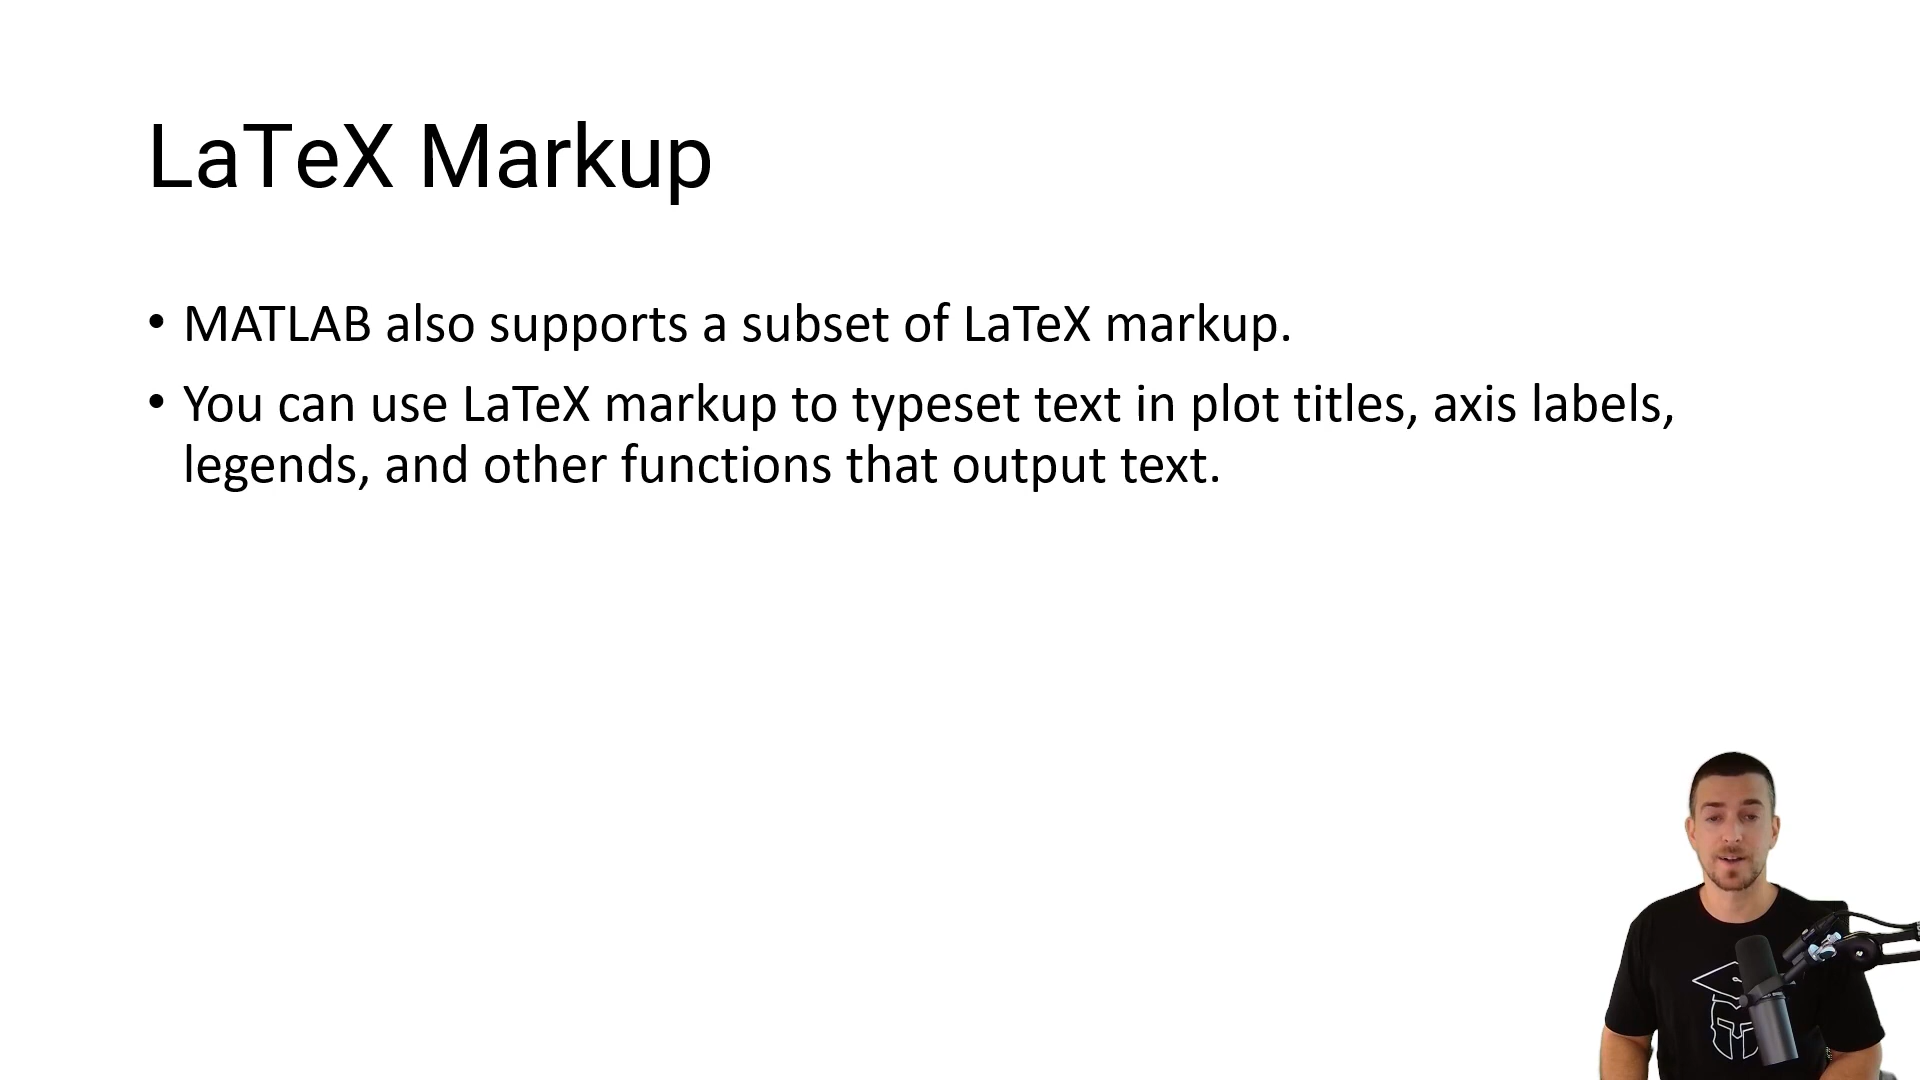 LaTeX Markup
• MATLAB also supports a subset of LaTeX markup.
• You can use LaTeX markup to typeset text in plot titles, axis labels,
legends, and other functions that output text.